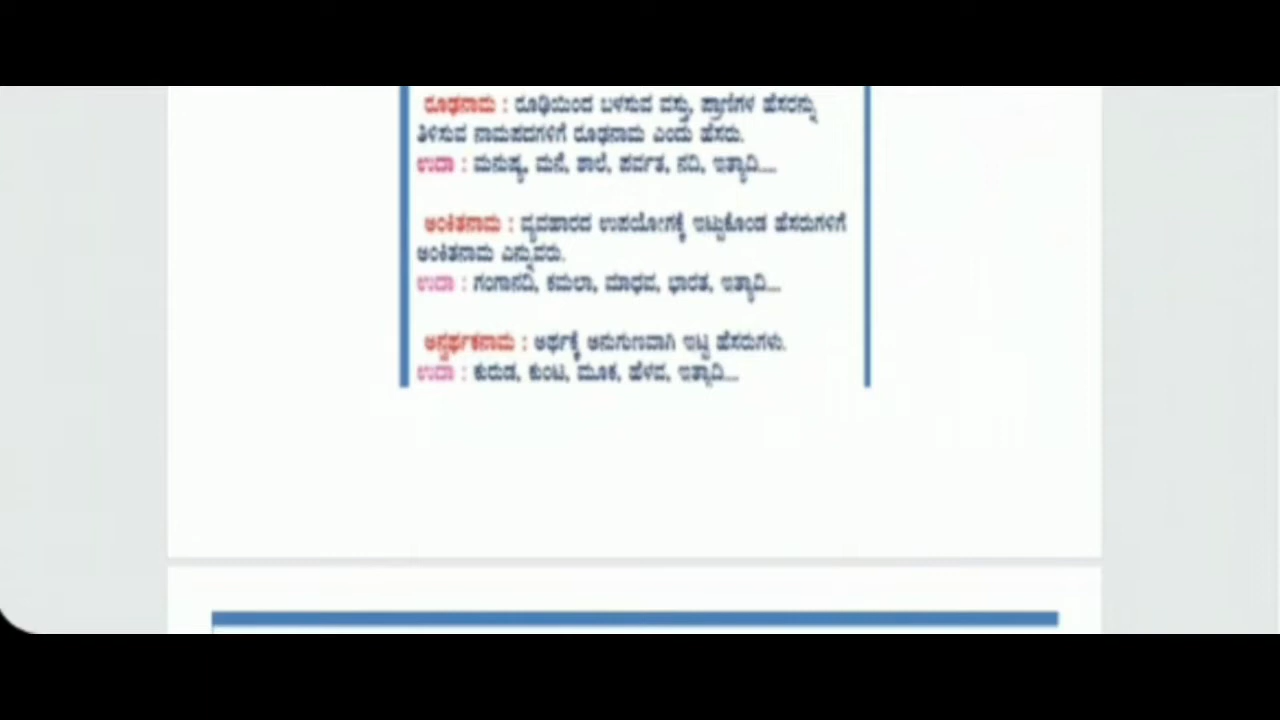 ರೂಢನಾಮ : ರೂಢಿಯಿಂದ ಬಳಸುವ ವಸ್ತು, ಪ್ರಾಣಿಗಳ ಹೆಸರನ್ನು
ತಿಳಿಸುವ ನಾಮಪದಗಳಿಗೆ ರೂಢನಾಮ ಎಂದು ಹೆಸರು.
ಉದಾ : ಮನುಷ್ಯ, ಮನೆ, ಶಾಲೆ, ಪರ್ವತ, ನದಿ, ಇತ್ಯಾದಿ....
ಅಂಕಿತನಾಮ : ವ್ಯವಹಾರದ ಉಪಯೋಗಕ್ಕೆ ಇಟ್ಟುಕೊಂಡ ಹೆಸರುಗಳಿಗೆ
ಅಂಕಿತನಾಮ ಎನ್ನುವರು.
ಉದಾ : ಗಂಗಾನದಿ, ಕಮಲಾ, ಮಾಧವ, ಭಾರತ, ಇತ್ಯಾದಿ...
ಅನ್ವರ್ಥಕನಾಮ : ಅರ್ಥಕ್ಕೆ ಅನುಗುಣವಾಗಿ ಇಟ್ಟ ಹೆಸರುಗಳು.
ಉದಾ : ಕುರುಡ, ಕುಂಟ, ಮೂಕ, ಹೆಳವ, ಇತ್ಯಾದಿ...